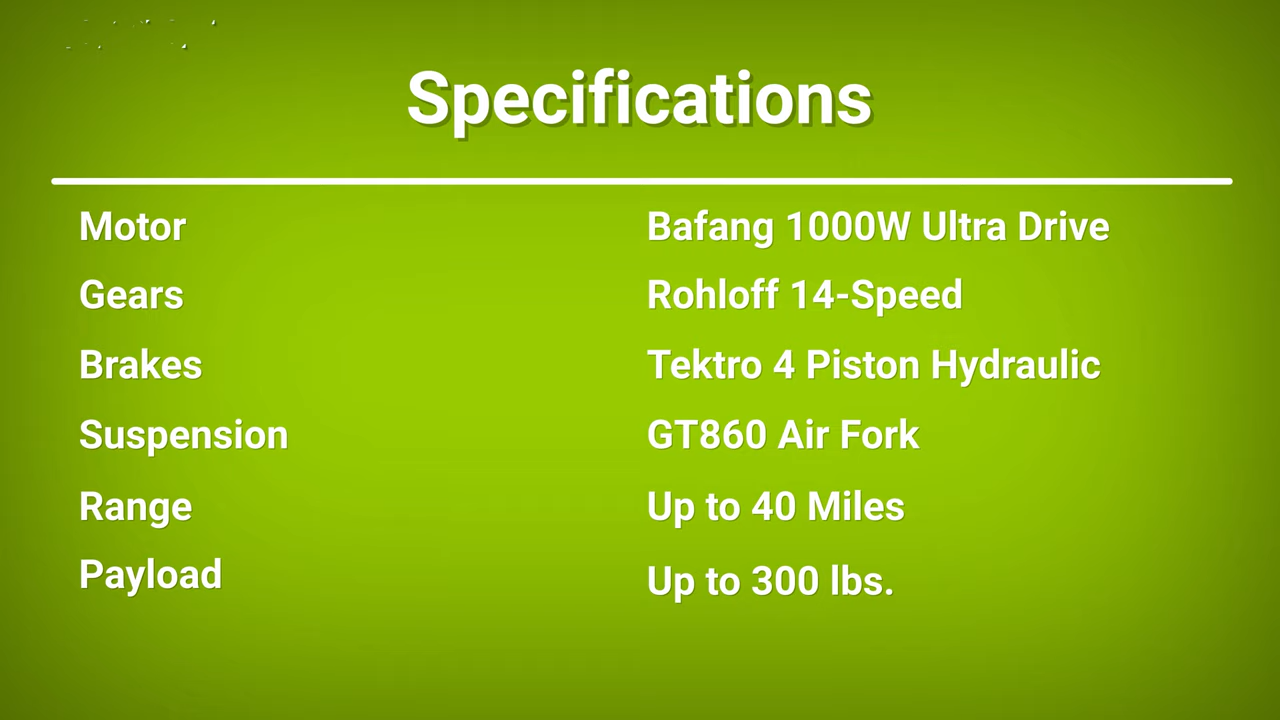 Specifications
Motor Bafang 1000W Ultra Drive
Gears Rohloff 14-Speed
Brakes Tektro 4 Piston Hydraulic
Suspension GT860 Air Fork
Range Up to 40 Miles
Payload Up to 300 lbs.